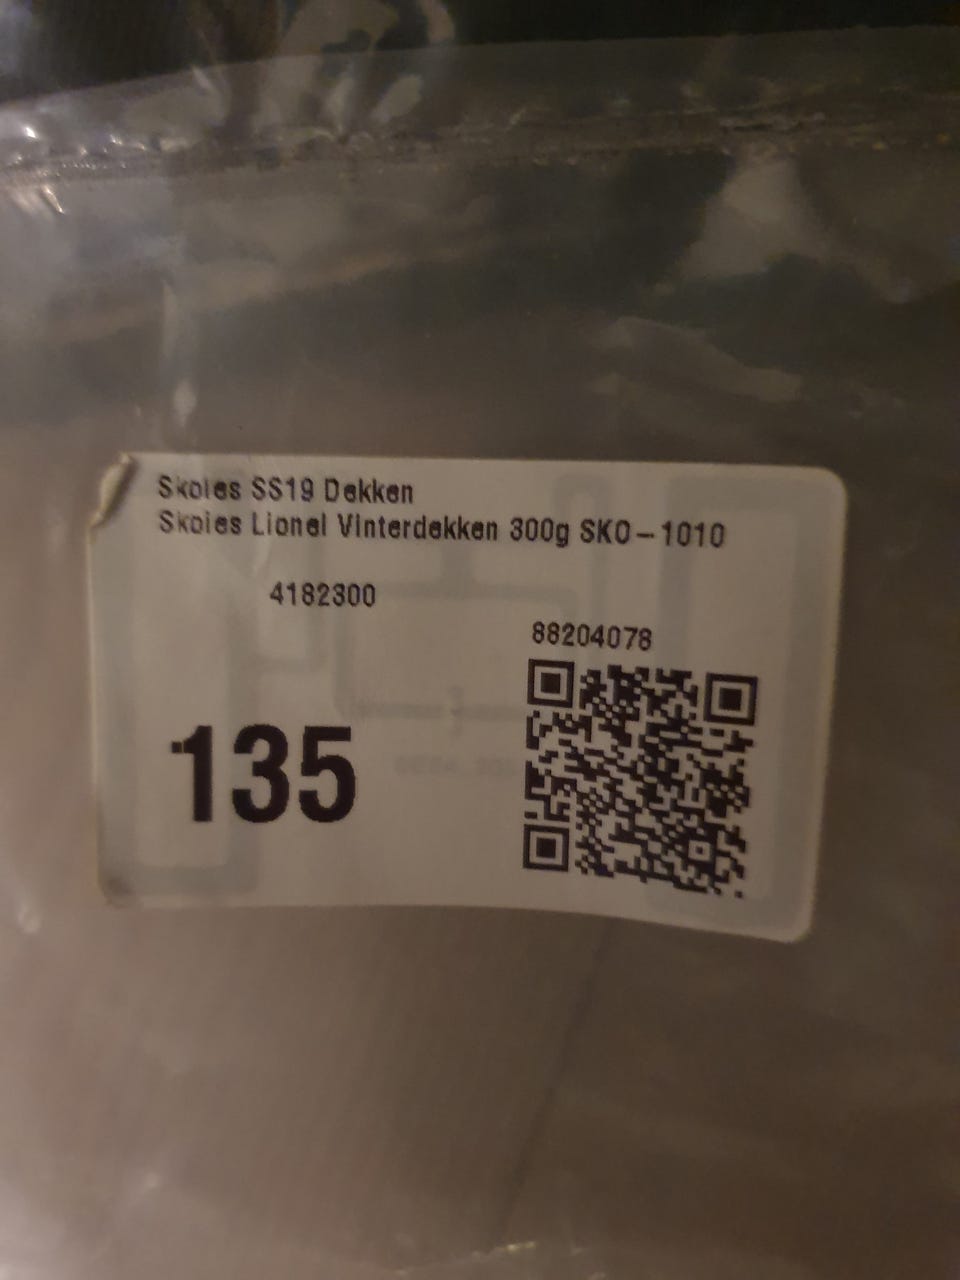 Skoies SS19 Dekken
Skoies Lionel Vinterdekken 300g SKO-1010
4182300
88204078
135